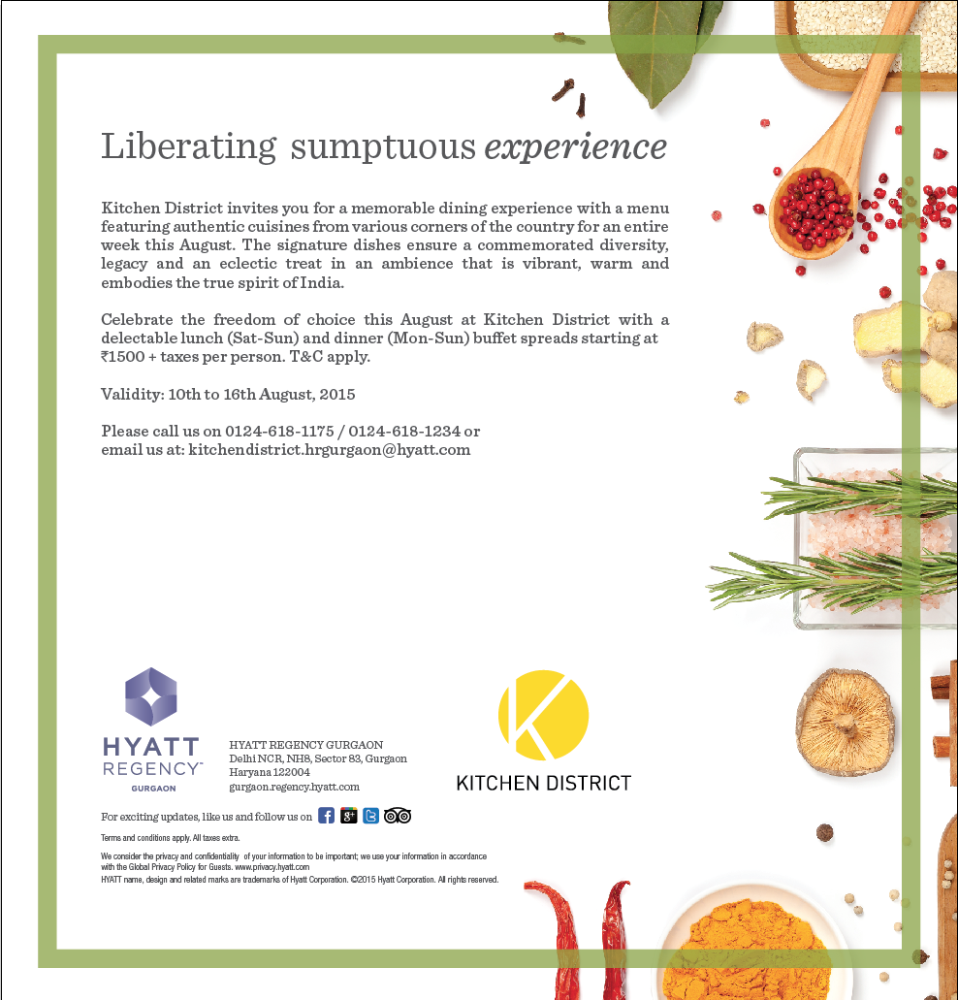 Liberating sumptuous experience
Kitchen District invites you for a memorable dining experience with a menu
featuring authentic cuisines from various corners of the country for an entire
week this August. The signature dishes ensure a commemorated diversity,
legacy and an eclectic treat in an ambience that is vibrant, warm and
embodies the true spirit of India.
Celebrate the freedom of choice this August at Kitchen District with a
delectable lunch (Sat-Sun) and dinner (Mon-Sun) buffet spreads starting at
₹1500 + taxes per person. T&C apply.
Validity: 10th to 16th August, 2015
Please call us on 0124-618-1175 / 0124-618-1234 or
email us at: kitchendistrict.hrgurgaon@hyatt.com
HYATT
REGENCY™
GURGAON
HYATT REGENCY GURGAON
Delhi NCR, NH8, Sector 83, Gurgaon
Haryana 122004
gurgaon.regency.hyatt.com
K
KITCHEN DISTRICT
For exciting updates, like us and follow us on
Terms and conditions apply. All taxes extra.
We consider the privacy and confidentiality of your information to be important; we use your information in accordance
with the Global Privacy Policy for Guests. www.privacy.hyatt.com
HYATT name, design and related marks are trademarks of Hyatt Corporation. ©2015 Hyatt Corporation. All rights reserved.